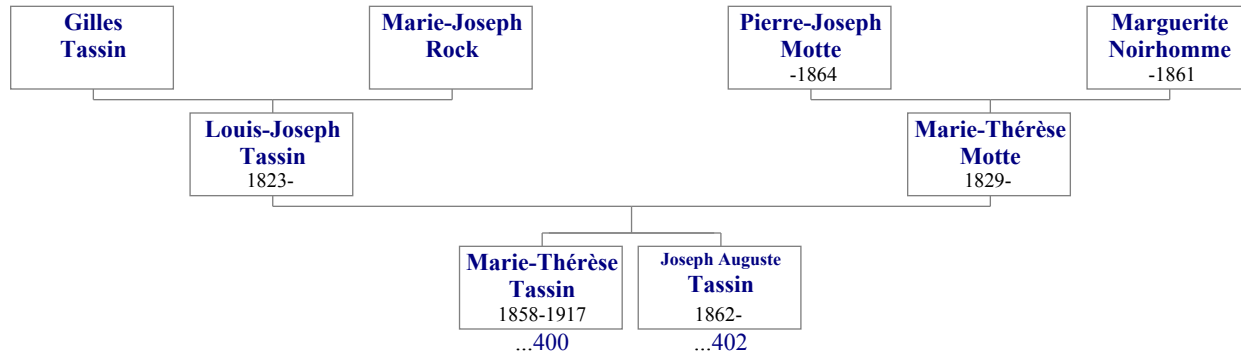 Gilles
Tassin
Marie-Joseph
Rock
Pierre-Joseph
Motte
-1864
Marguerite
Noirhomme
-1861
Louis-Joseph
Tassin
1823-
Marie-Thérèse
Motte
1829-
Marie-Thérèse
Tassin
1858-1917
...400
Joseph Auguste
Tassin
1862-
...402